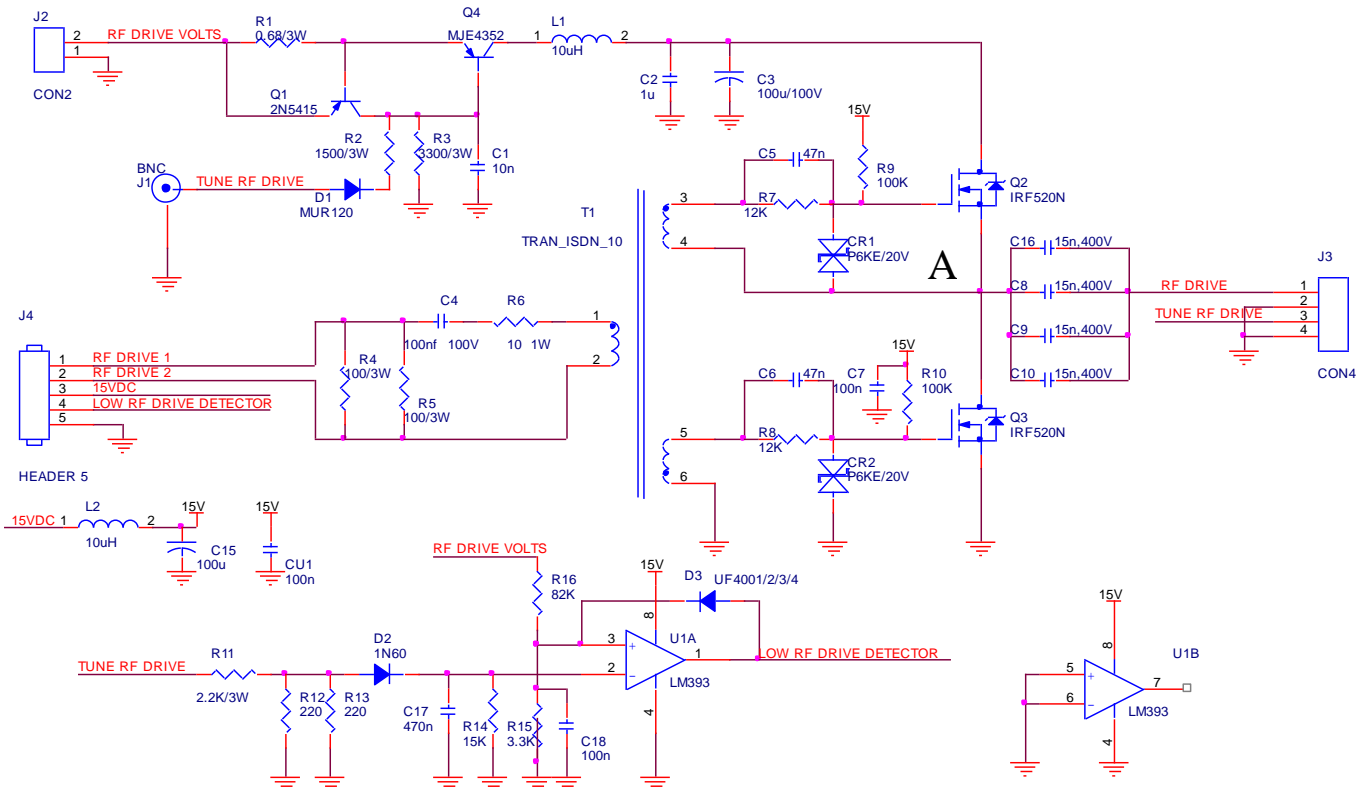 J2
2
1
CON2
RF DRIVE VOLTS
R1
0.68/3W
Q4
MJE4352
L1
1
2
10uH
Q1
2N5415
C2
1u
C3
100u/100V
R2
1500/3W
R3
3300/3W
C1
10n
BNC
J1
TUNE RF DRIVE
D1
MUR120
15V
C5
47n
R9
100K
R7
12K
Q2
IRF520N
T1
TRAN_ISDN_10
3
4
CR1
P6KE/20V
A
C16
15n,400V
C8
15n,400V
C9
15n,400V
C10
15n,400V
RF DRIVE
TUNE RF DRIVE
J3
1
2
3
4
CON4
J4
1
2
3
4
5
RF DRIVE 1
RF DRIVE 2
15VDC
LOW RF DRIVE DETECTOR
HEADER 5
C4
100nf 100V
R6
10 1W
1
2
R4
100/3W
R5
100/3W
15V
C6
47n
C7
100n
R10
100K
5
6
R8
12K
CR2
P6KE/20V
Q3
IRF520N
15VDC
1
L2
2
10uH
15V
C15
100u
15V
CU1
100n
RF DRIVE VOLTS
R16
82K
15V
D3
UF4001/2/3/4
8
3
+
2
-
1
4
U1A
LM393
LOW RF DRIVE DETECTOR
TUNE RF DRIVE
R11
2.2K/3W
D2
1N60
R12
220
R13
220
C17
470n
R14
15K
R15
3.3K
C18
100n
15V
8
5
+
6
-
7
4
U1B
LM393